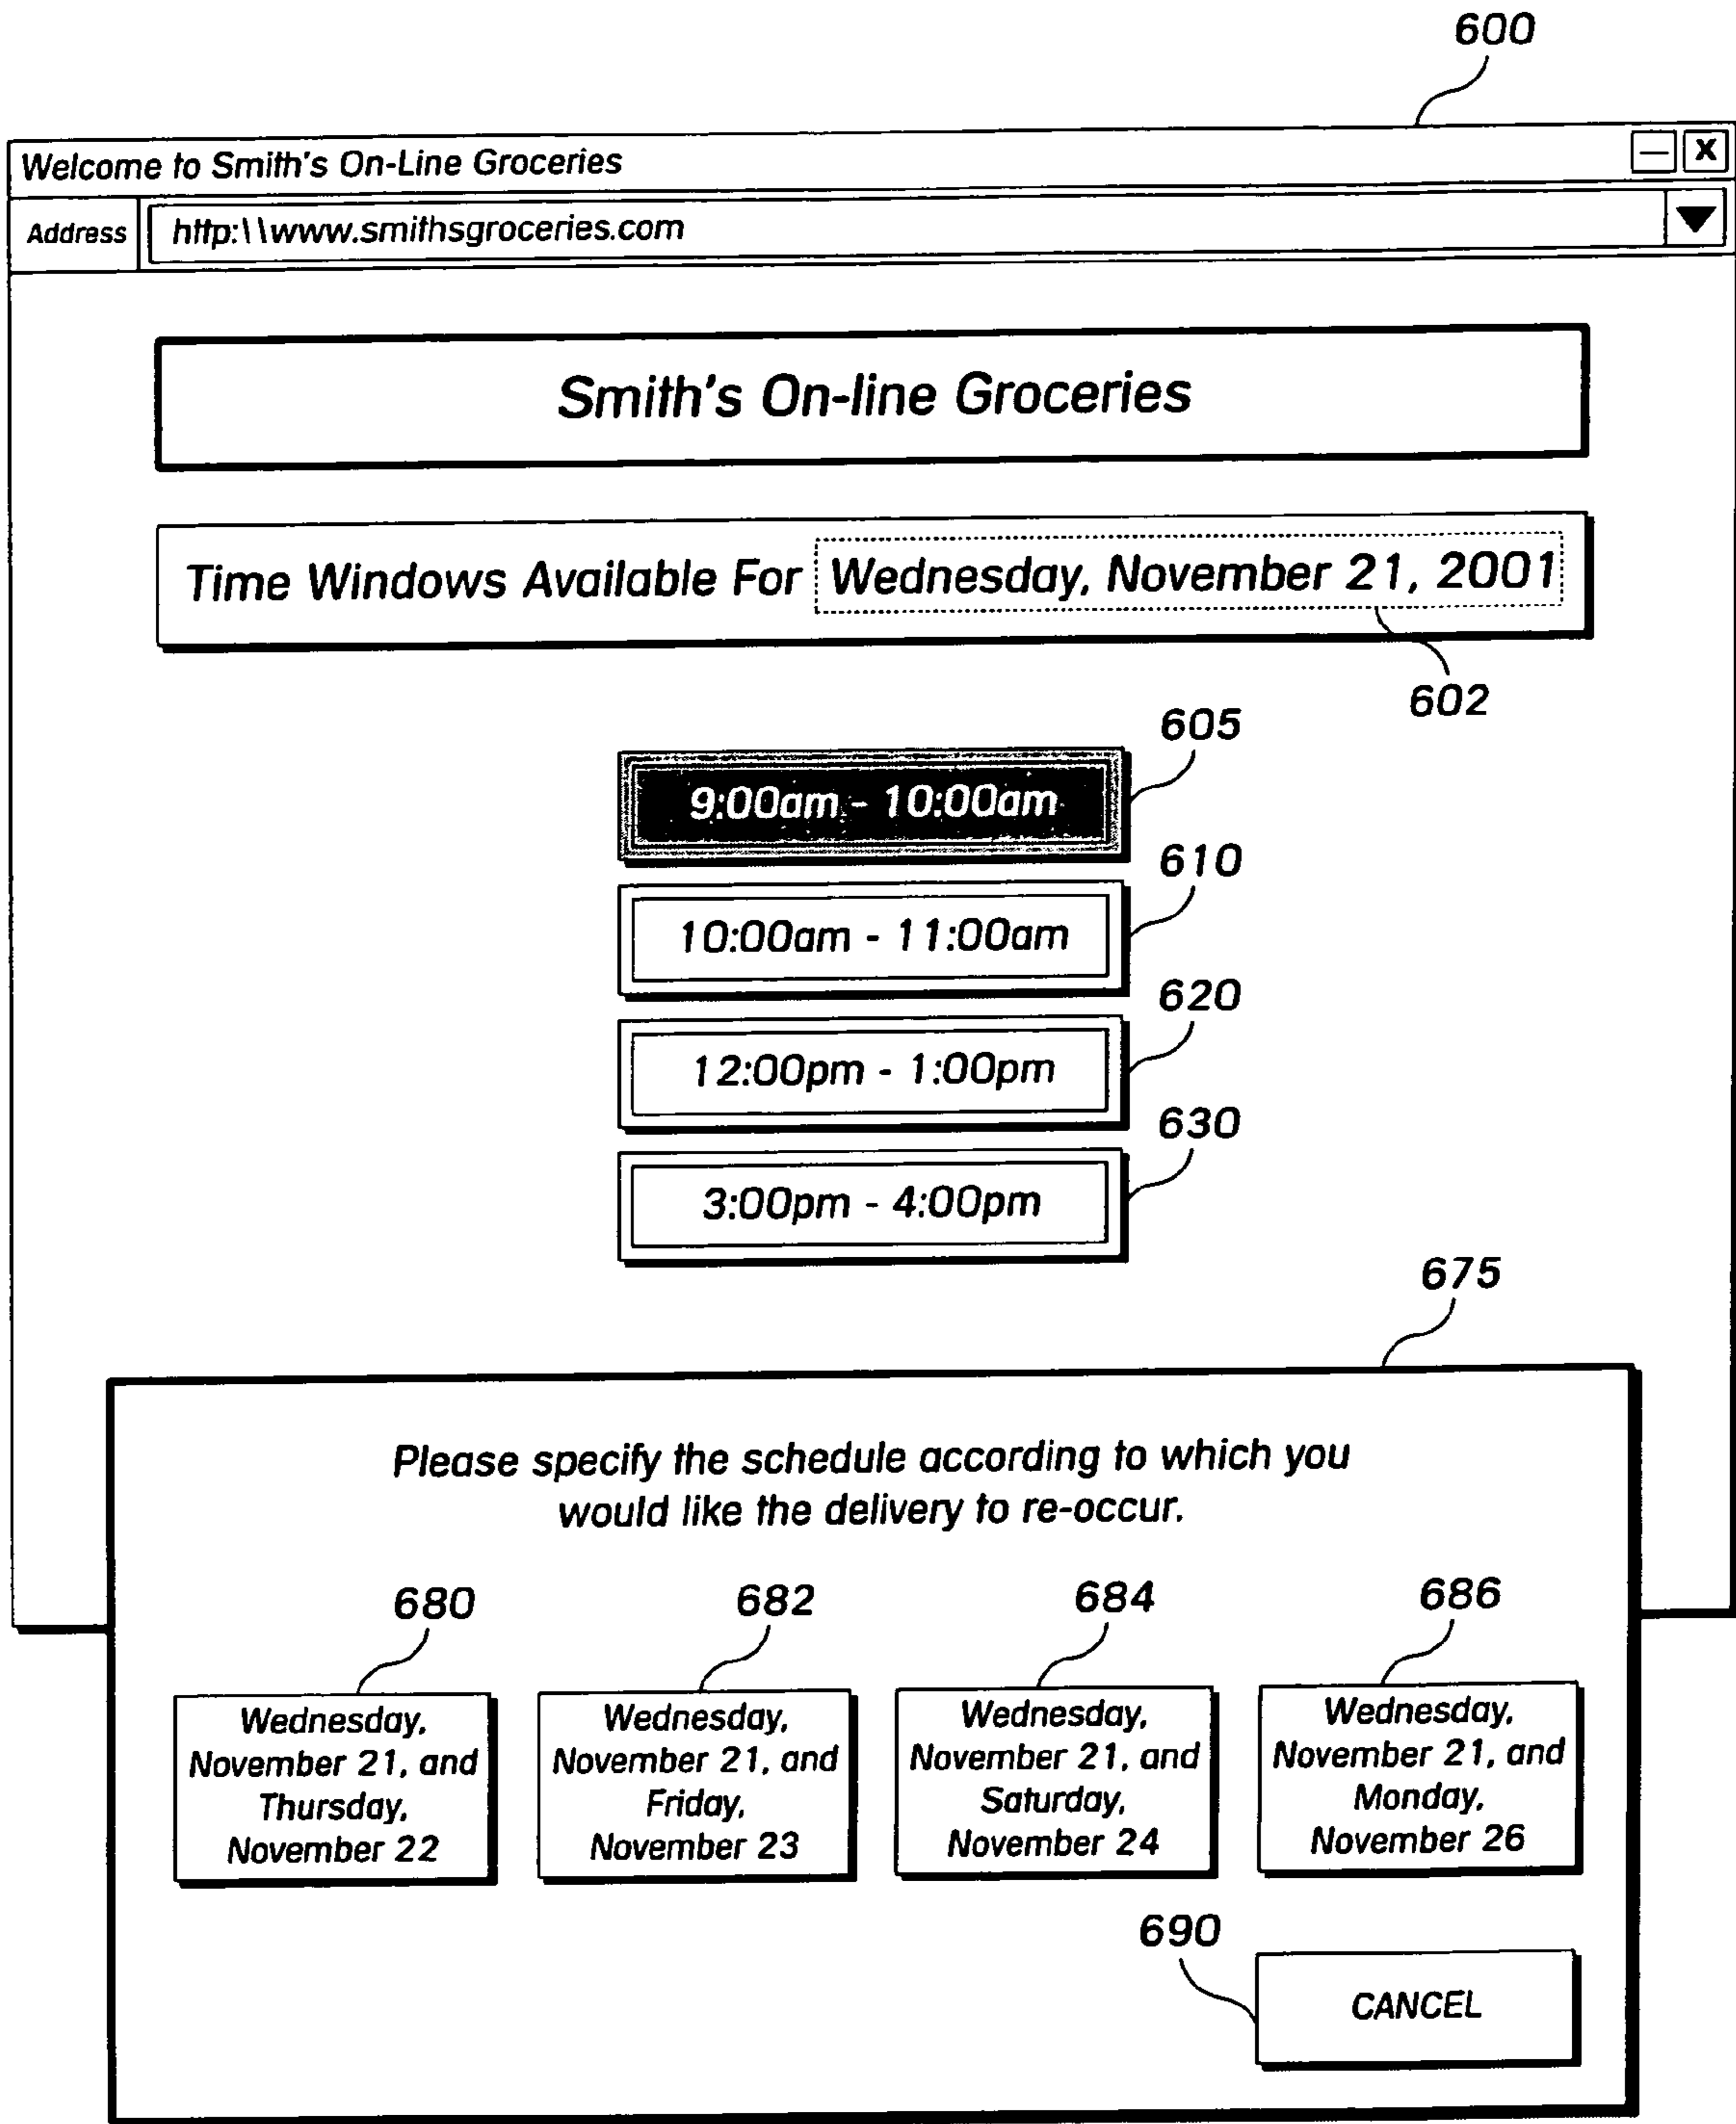 600
Welcome to Smith's On-Line Groceries
Address http:\\www.smithsgroceries.com
Smith's On-line Groceries
Time Windows Available For Wednesday, November 21, 2001
602
605
9:00am - 10:00am
610
10:00am - 11:00am
620
12:00pm - 1:00pm
630
3:00pm - 4:00pm
675
Please specify the schedule according to which you
would like the delivery to re-occur.
680
Wednesday,
November 21, and
Thursday,
November 22
682
Wednesday,
November 21, and
Friday,
November 23
684
Wednesday,
November 21, and
Saturday,
November 24
686
Wednesday,
November 21, and
Monday,
November 26
690
CANCEL